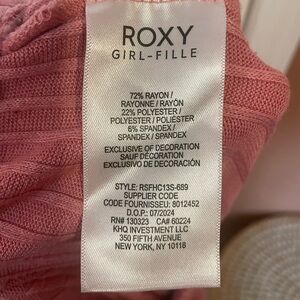 ROXY
GIRL-FILLE
72% RAYON /
RAYONNE / RAYÓN
22% POLYESTER /
POLYESTER / POLIÉSTER
6% SPANDEX /
SPANDEX / SPANDEX
EXCLUSIVE OF DECORATION
SAUF DÉCORATION
EXCLUSIVO DE DECORACIÓN
STYLE: RSFHC13S-689
SUPPLIER CODE
CODE FOURNISSEU: 8012452
D.O.P: 07/2024
RN# 130323 CA# 60224
KHQ INVESTMENT LLC
350 FIFTH AVENUE
NEW YORK, NY 10118